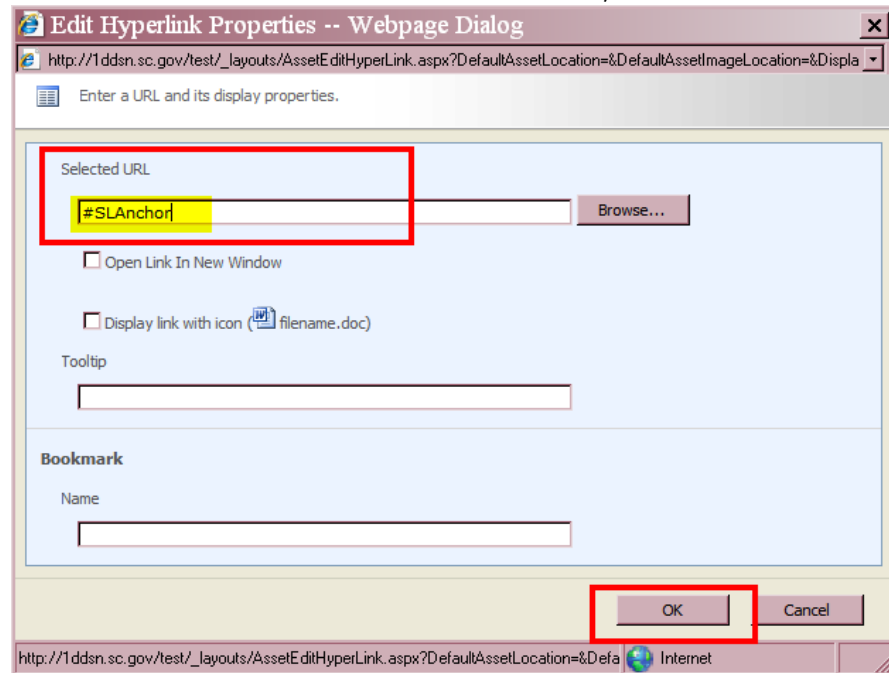 Edit Hyperlink Properties -- Webpage Dialog
http://1ddsn.sc.gov/test/_layouts/AssetEditHyperLink.aspx?DefaultAssetLocation=&DefaultAssetImageLocation=&Displa
Enter a URL and its display properties.
Selected URL
#SLAnchor
Browse...
Open Link In New Window
Display link with icon ( filename.doc)
Tooltip
Bookmark
Name
OK Cancel
http://1ddsn.sc.gov/test/_layouts/AssetEditHyperLink.aspx?DefaultAssetLocation=&Defa Internet